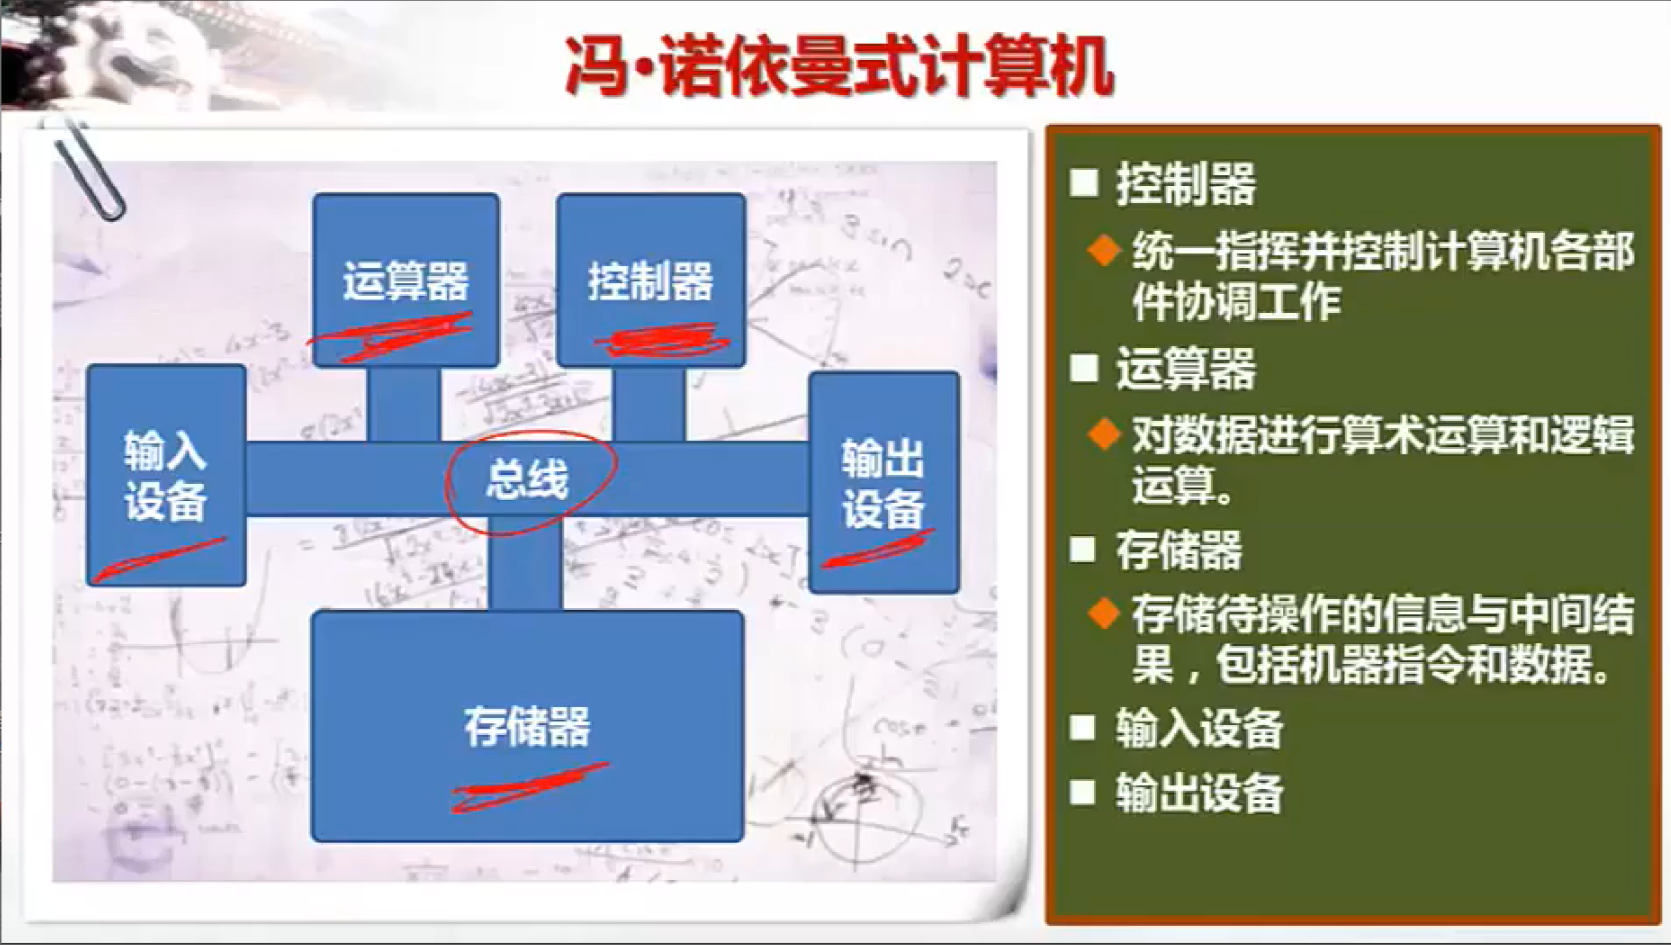 冯·诺依曼式计算机
运算器
控制器
输入
设备
总线
输出
设备
存储器
控制器
统一指挥并控制计算机各部
件协调工作
运算器
对数据进行算术运算和逻辑
运算。
存储器
存储待操作的信息与中间结
果，包括机器指令和数据。
输入设备
输出设备